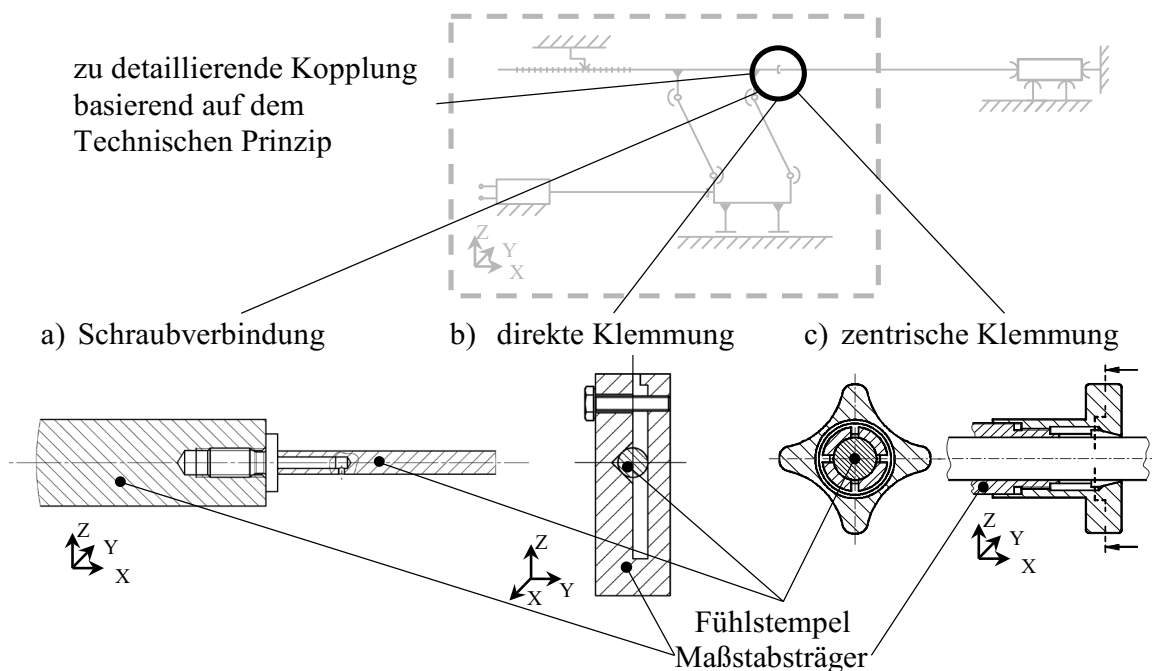 zu detaillierende Kopplung
basierend auf dem
Technischen Prinzip
Z
Y
X
a) Schraubverbindung
b) direkte Klemmung
c) zentrische Klemmung
Z
Y
X
Z
Y
X
Z
Y
X
Fühlstempel
Maßstabsträger